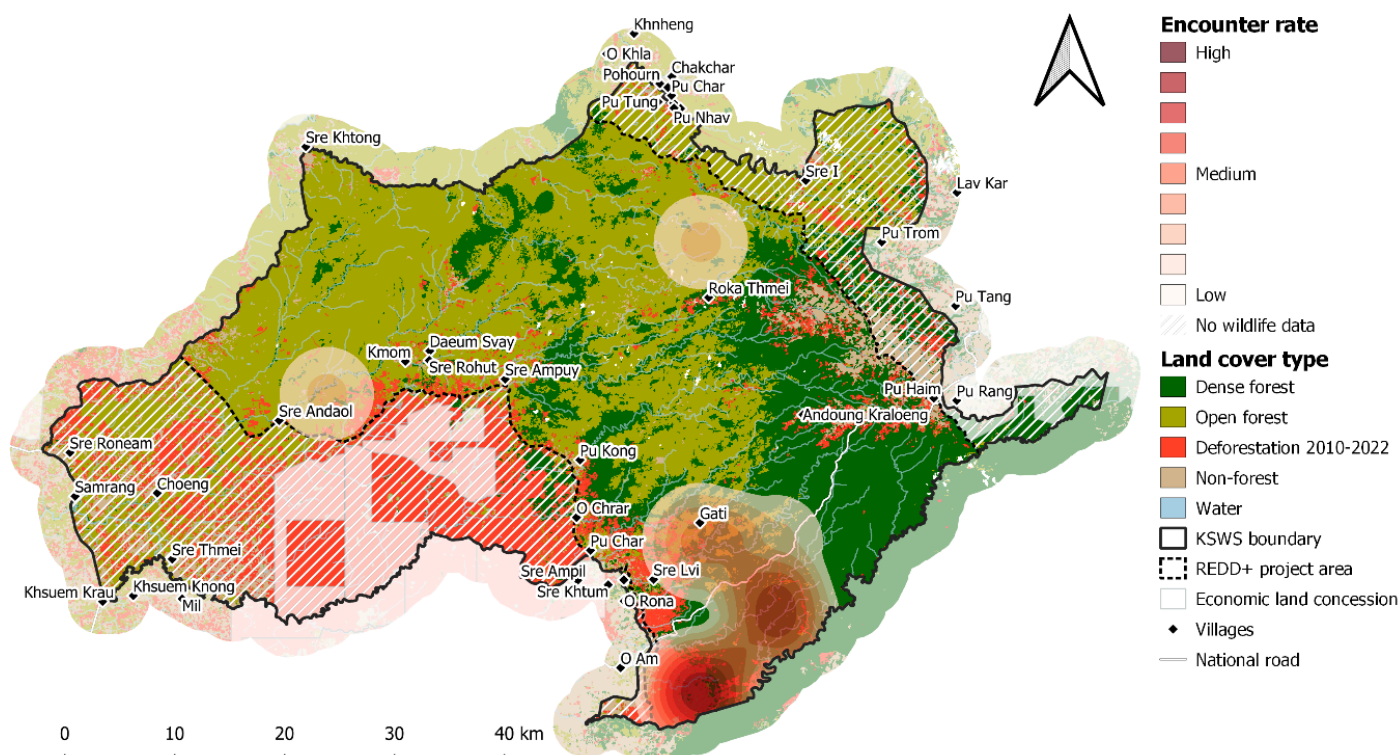 Khnheng
O Khla
Chakchar
Pohourn
Pu Char
Pu Tung
Pu Nhav
Sre Khtong
Sre I
Lav Kar
Pu Trom
Roka Thmei
Pu Tang
Daeum Svay
Kmom
Sre Rohut
Sre Ampuy
Pu Haim
Pu Rang
Sre Andaol
Andoung Kraloeng
Sre Roneam
Pu Kong
Samrang
Choeng
O Chrar
Gati
Pu Char
Sre Thmei
Sre Ampil
Sre Lvi
Khsuem Krau
Khsuem Knong
Sre Khtum
Mil
O Rona
O Am
0 10 20 30 40 km
Encounter rate
High
Medium
Low
No wildlife data
Land cover type
Dense forest
Open forest
Deforestation 2010-2022
Non-forest
Water
KSWS boundary
REDD+ project area
Economic land concession
Villages
National road